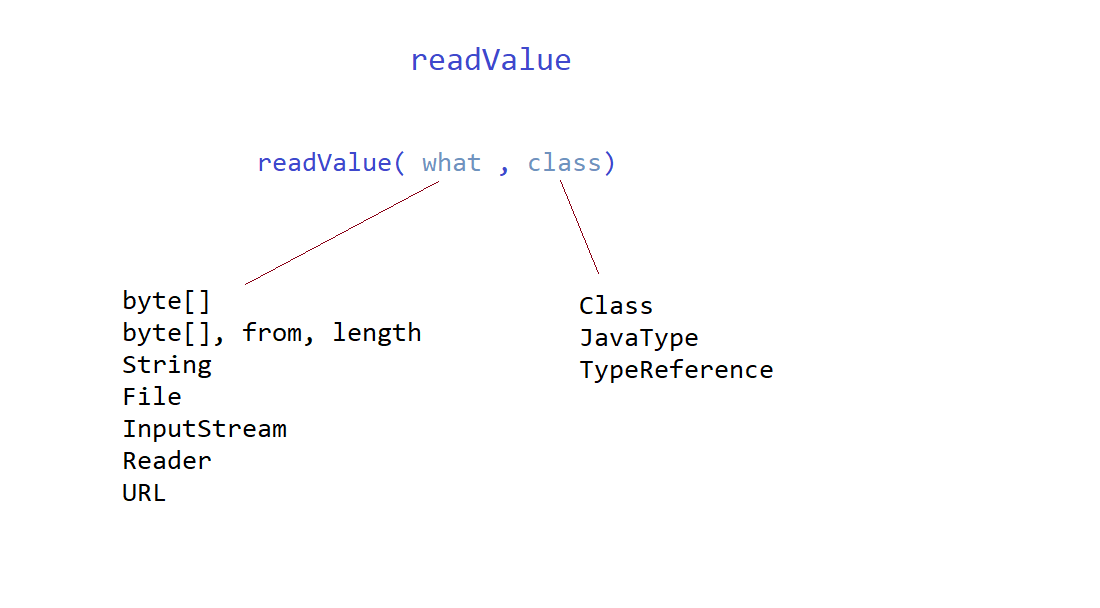 readValue
readValue( what , class)
byte[]
byte[], from, length
String
File
InputStream
Reader
URL
Class
JavaType
TypeReference